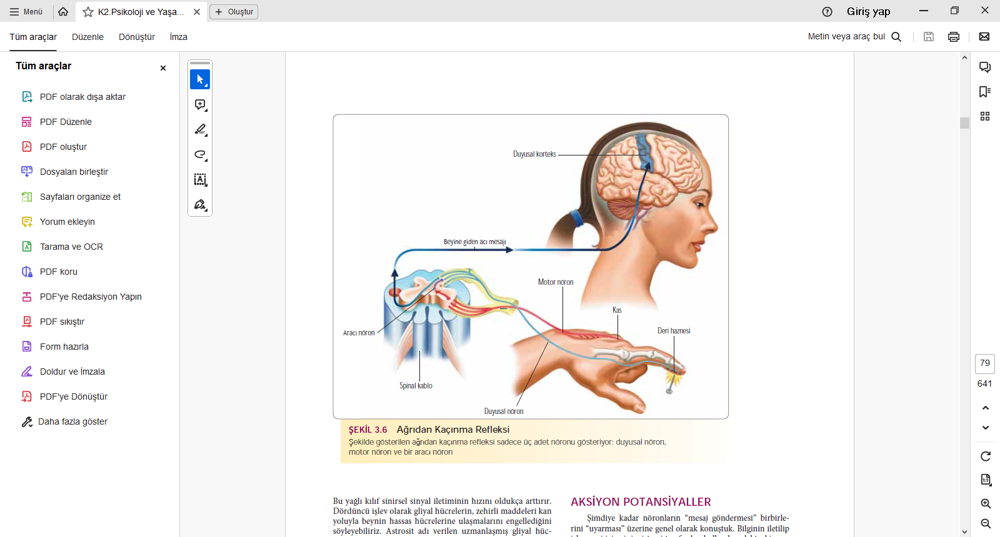 Menü
K2.Psikoloji ve Yaşa...
Oluştur
Giriş yap
Tüm araçlar
Düzenle
Dönüştür
İmza
Metin veya araç bul
Tüm araçlar
PDF olarak dışa aktar
PDF Düzenle
PDF oluştur
Dosyaları birleştir
Sayfaları organize et
Yorum ekleyin
Tarama ve OCR
PDF koru
PDF'ye Redaksiyon Yapın
PDF sıkıştır
Form hazırla
Doldur ve İmzala
PDF'ye Dönüştür
Daha fazla göster
Duyusal korteks
Beyine giden acı mesajı
Motor nöron
Kas
Deri haznesi
Aracı nöron
Spinal kablo
Duyusal nöron
ŞEKİL 3.6 Ağrıdan Kaçınma Refleksi
Şekilde gösterilen ağrıdan kaçınma refleksi sadece üç adet nöronu gösteriyor: duyusal nöron,
motor nöron ve bir aracı nöron
Bu yağlı kılıf sinirsel sinyal iletiminin hızını oldukça arttırır.
Dördüncü işlev olarak gliyal hücrelerin, zehirli maddeleri kan
yoluyla beynin hassas hücrelerine ulaşmalarını engellediğini
söyleyebiliriz. Astrosit adı verilen uzmanlaşmış gliyal hüc-
AKSİYON POTANSİYALLER
Şimdiye kadar nöronların “mesaj göndermesi” birbirle-
rini “uyarması” üzerine genel olarak konuştuk. Bilginin iletilip
79
641
1:1